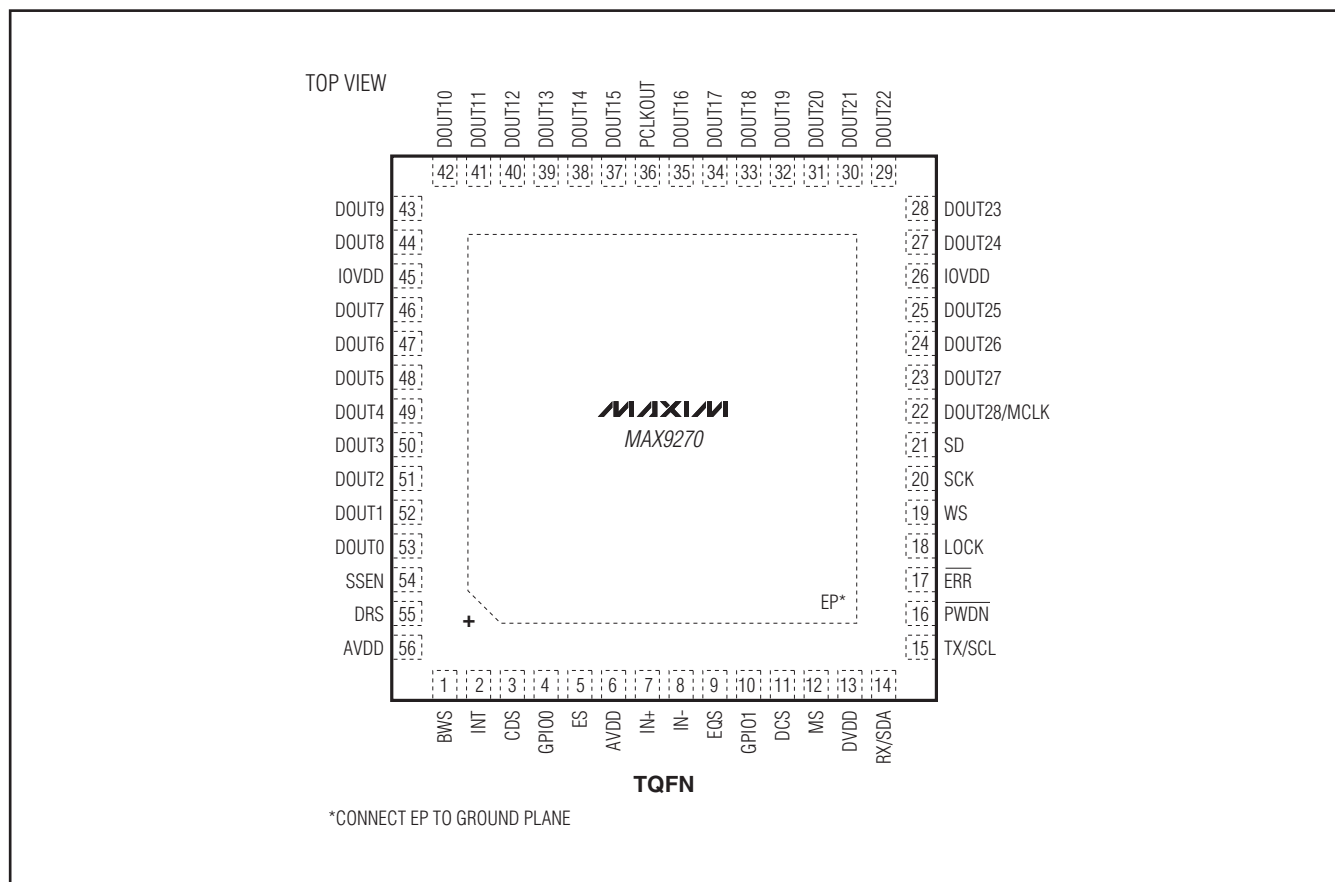 TOP VIEW
DOUT10 DOUT11 DOUT12 DOUT13 DOUT14 DOUT15 PCLKOUT DOUT16 DOUT17 DOUT18 DOUT19 DOUT20 DOUT21 DOUT22
42 41 40 39 38 37 36 35 34 33 32 31 30 29
DOUT9 43 28 DOUT23
DOUT8 44 27 DOUT24
IOVDD 45 26 IOVDD
DOUT7 46 25 DOUT25
DOUT6 47 24 DOUT26
DOUT5 48 23 DOUT27
DOUT4 49 MAXIM 22 DOUT28/MCLK
DOUT3 50 MAX9270 21 SD
DOUT2 51 20 SCK
DOUT1 52 19 WS
DOUT0 53 18 LOCK
SSEN 54 17 ERR
DRS 55 + EP* 16 PWDN
AVDD 56 15 TX/SCL
1 2 3 4 5 6 7 8 9 10 11 12 13 14
BWS INT CDS GPIO0 ES AVDD IN+ IN- EQS GPIO1 DCS MS DVDD RX/SDA
TQFN
*CONNECT EP TO GROUND PLANE